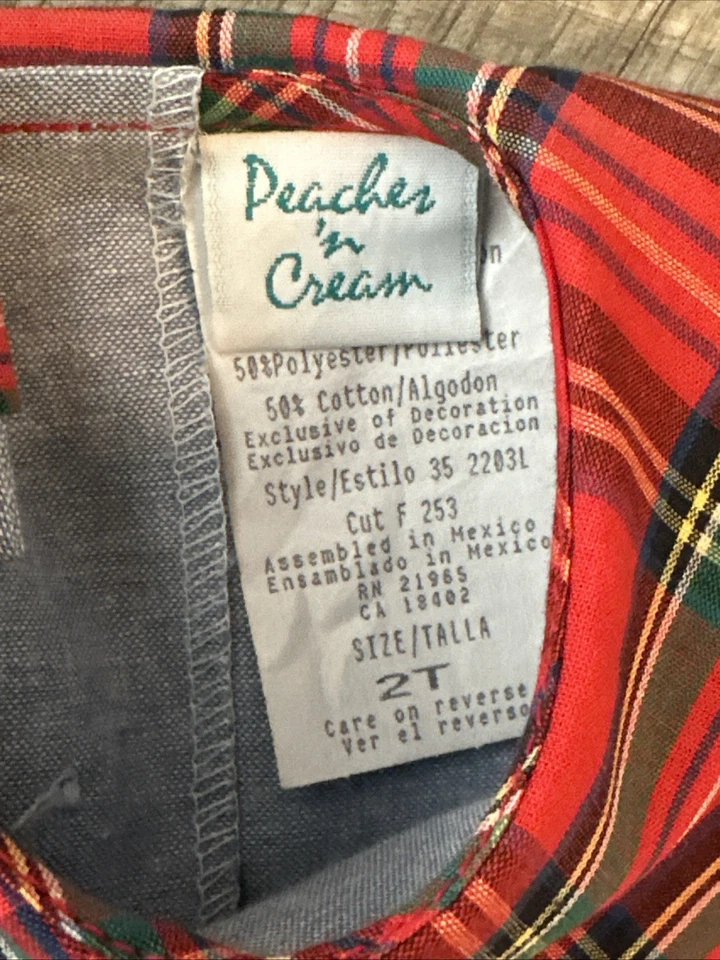 Peaches
'n
Cream
50%Polyester/Poliester
50% Cotton/Algodon
Exclusive of Decoration
Exclusivo de Decoracion
Style/Estilo 35 2203L
Cut F 253
Assembled in Mexico
Ensamblado in Mexico
RN 21965
CA 18402
SIZE/TALLA
2T
Care on reverse
Ver el reverso